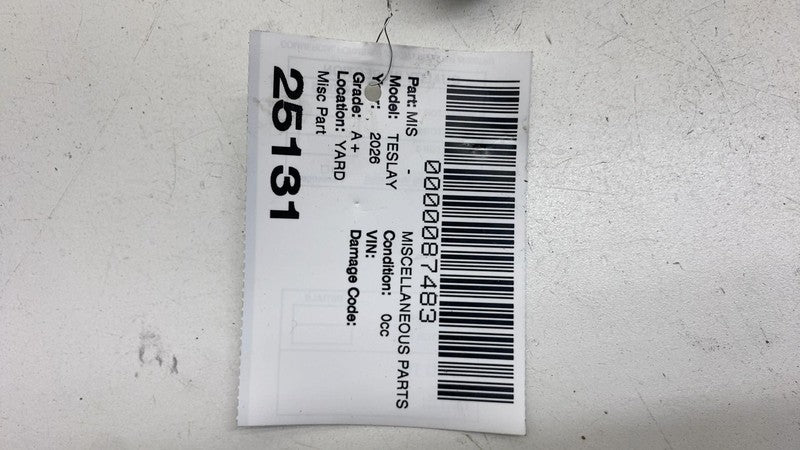 0000087483
Part: MIS - MISCELLANEOUS PARTS
Model: TESLAY Condition: 0cc
2026 VIN:
Grade: A+ Damage Code:
Location: YARD
Misc Part
25131